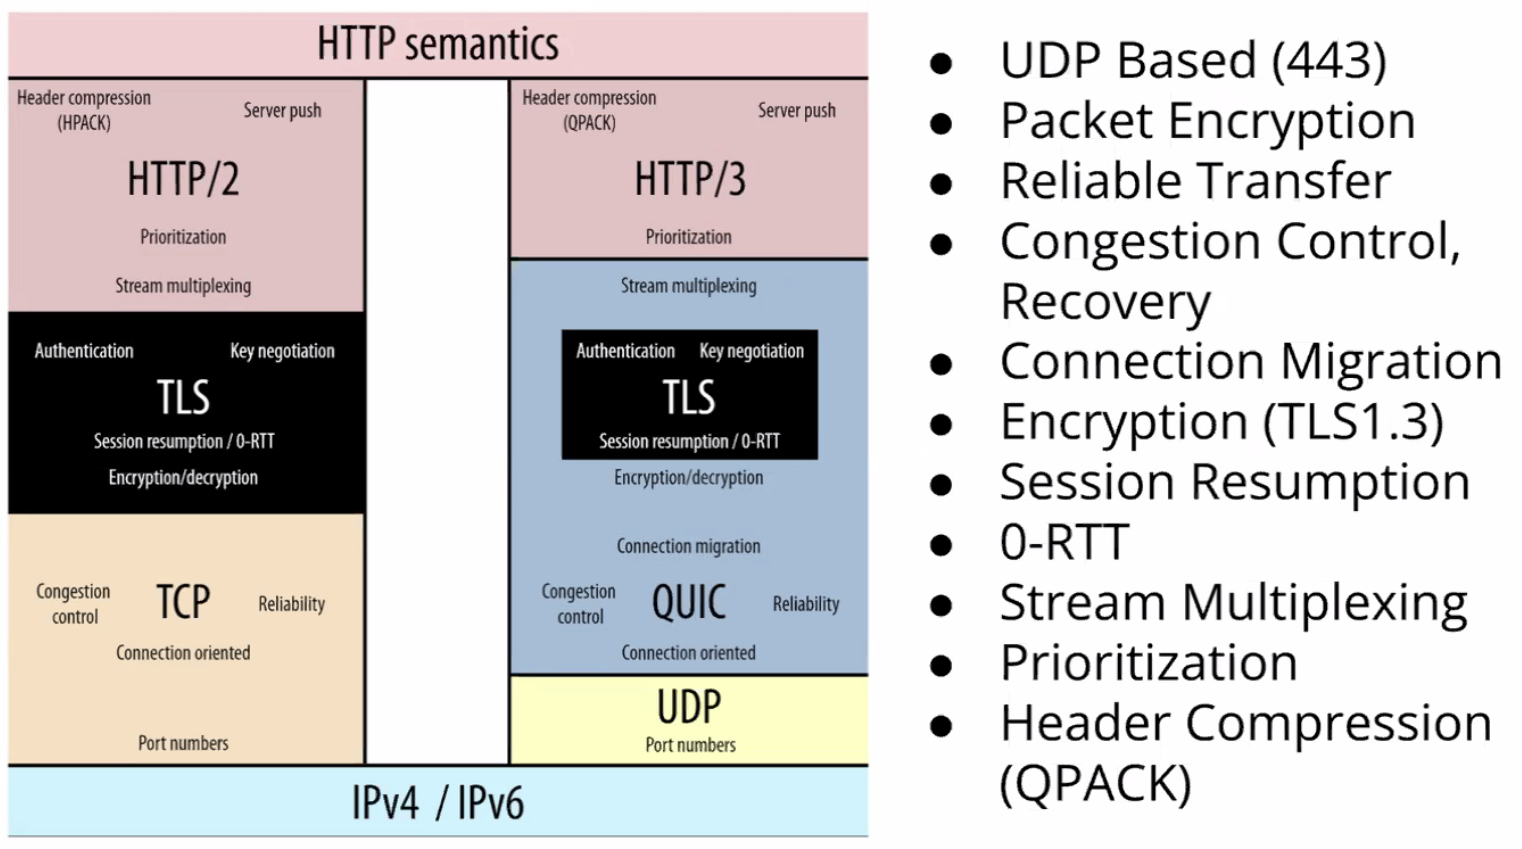 HTTP semantics
Header compression
(HPACK)
Server push
HTTP/2
Prioritization
Stream multiplexing
Authentication
Key negotiation
TLS
Session resumption / 0-RTT
Encryption/decryption
Congestion
control
TCP
Reliability
Connection oriented
Port numbers
Header compression
(QPACK)
Server push
HTTP/3
Prioritization
Stream multiplexing
Authentication
Key negotiation
TLS
Session resumption / 0-RTT
Encryption/decryption
Connection migration
Congestion
control
QUIC
Reliability
Connection oriented
UDP
Port numbers
IPv4 / IPv6
● UDP Based (443)
● Packet Encryption
● Reliable Transfer
● Congestion Control,
Recovery
● Connection Migration
● Encryption (TLS1.3)
● Session Resumption
● 0-RTT
● Stream Multiplexing
● Prioritization
● Header Compression
(QPACK)